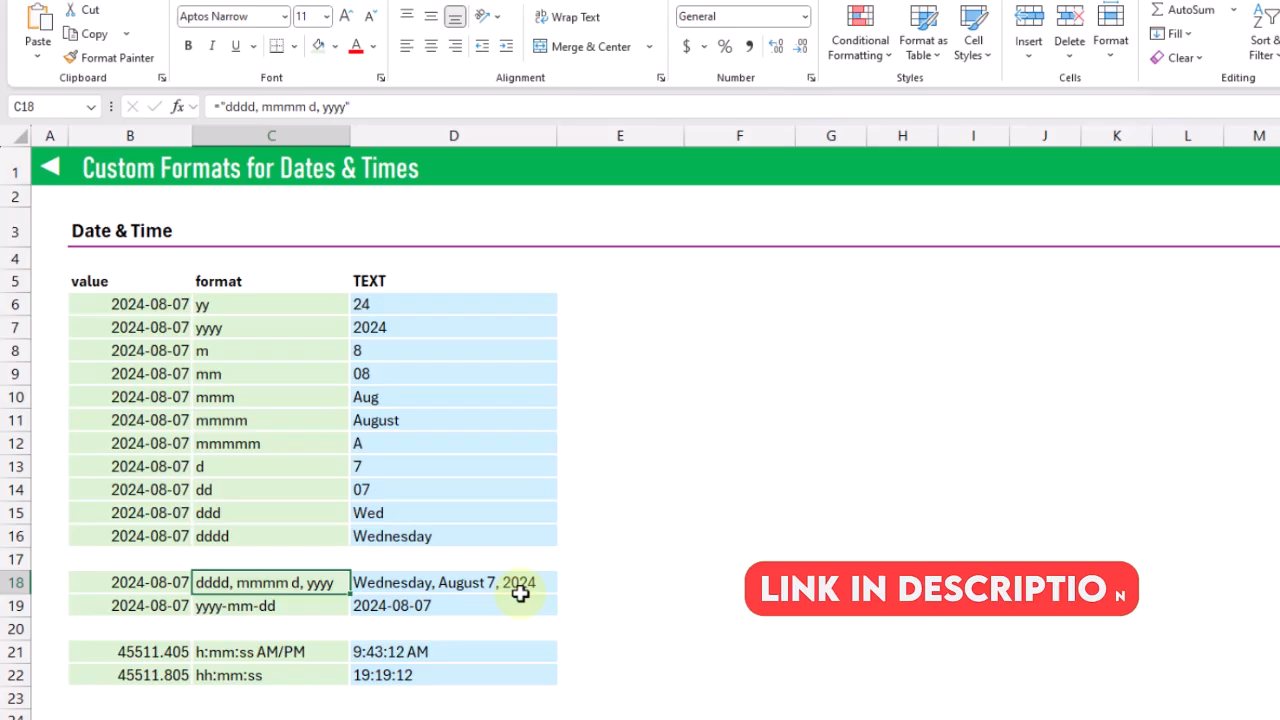 Cut
Copy
Paste
Format Painter
Clipboard
Aptos Narrow
11
A A
B I U A
Font
Wrap Text
Merge & Center
Alignment
General
$ % 9
Number
Conditional
Formatting
Format as
Table
Cell
Styles
Styles
Insert
Delete
Format
Cells
AutoSum
Fill
Clear
Sort &
Filter
Editing
C18
fx
="dddd, mmmm d, yyyy"
A B C D E F G H I J K L M
1 Custom Formats for Dates & Times
2
3 Date & Time
4
5 value format TEXT
6 2024-08-07 yy 24
7 2024-08-07 yyyy 2024
8 2024-08-07 m 8
9 2024-08-07 mm 08
10 2024-08-07 mmm Aug
11 2024-08-07 mmmm August
12 2024-08-07 mmmmm A
13 2024-08-07 d 7
14 2024-08-07 dd 07
15 2024-08-07 ddd Wed
16 2024-08-07 dddd Wednesday
17
18 2024-08-07 dddd, mmmm d, yyyy Wednesday, August 7, 2024
19 2024-08-07 yyyy-mm-dd 2024-08-07
20
21 45511.405 h:mm:ss AM/PM 9:43:12 AM
22 45511.805 hh:mm:ss 19:19:12
23
LINK IN DESCRIPTION